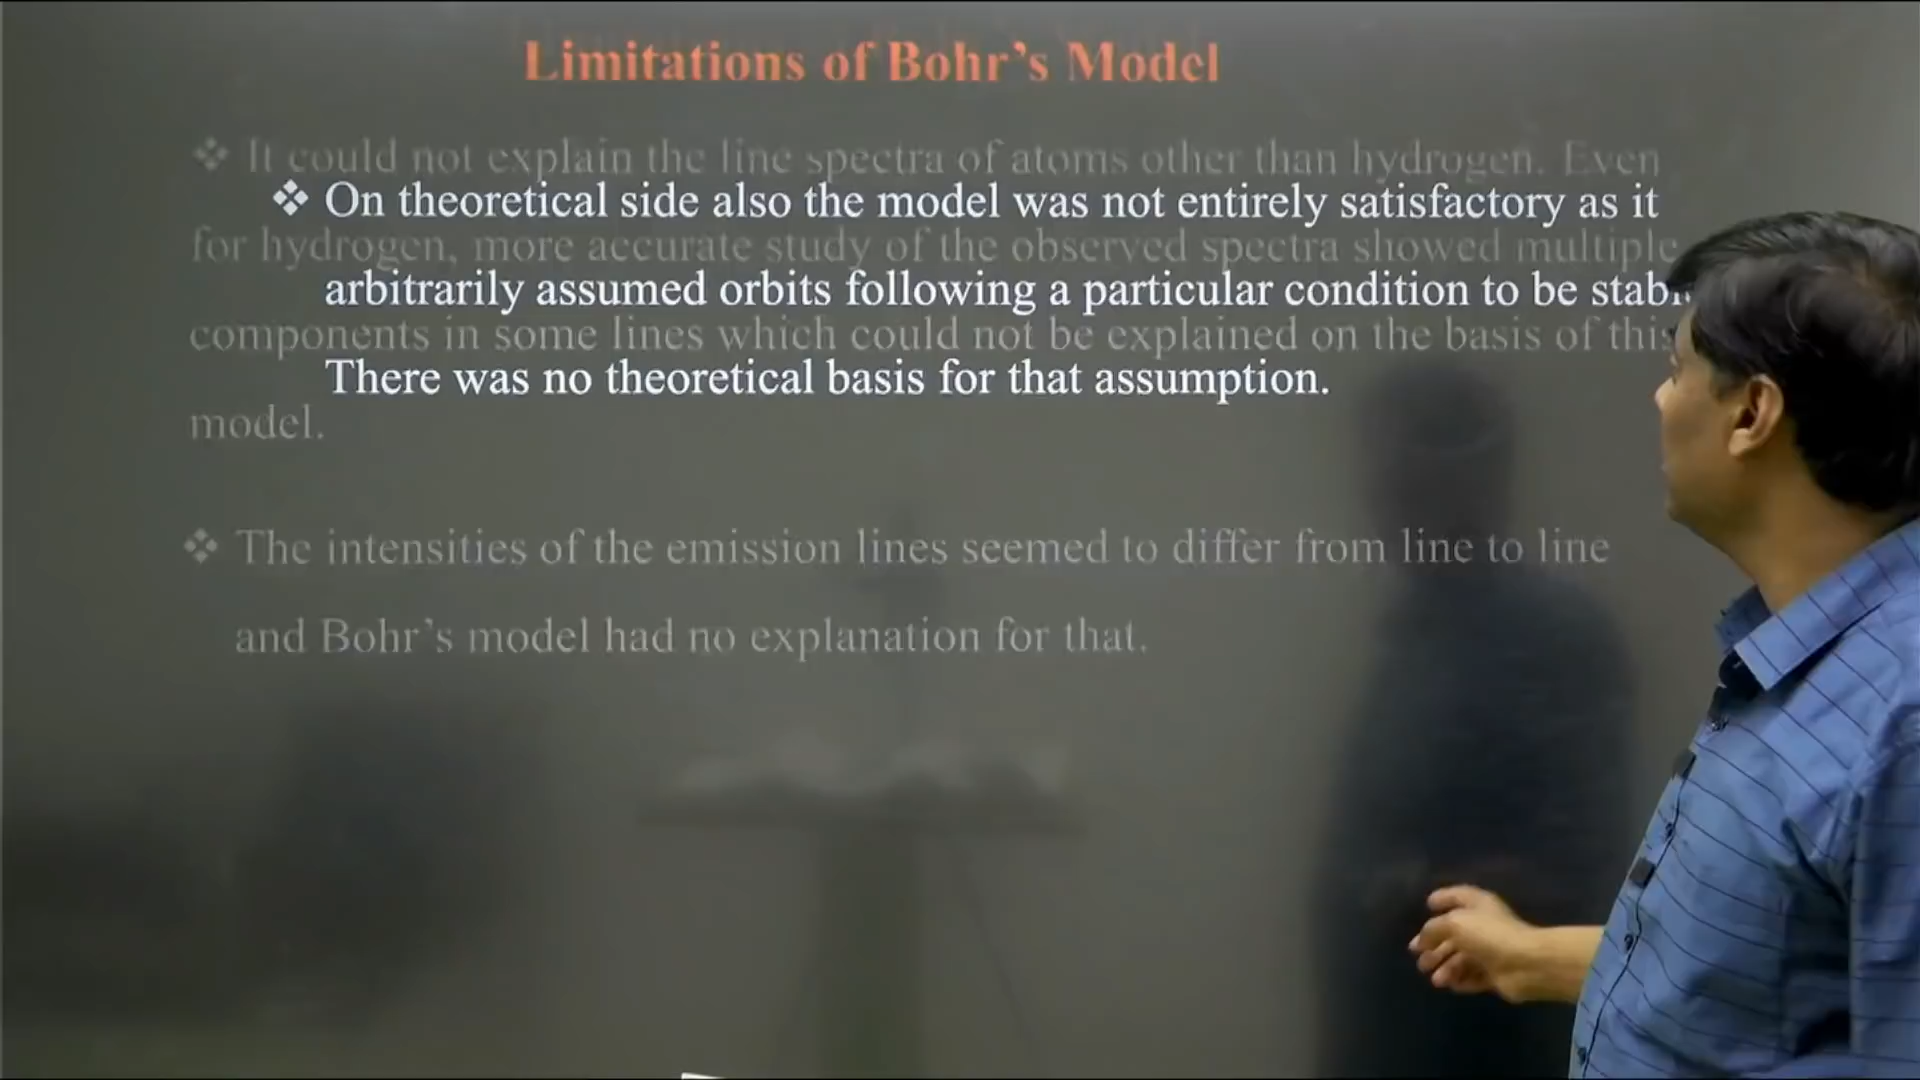 Limitations of Bohr's Model
❖ It could not explain the line spectra of atoms other than hydrogen. Even
for hydrogen, more accurate study of the observed spectra showed multiple
components in some lines which could not be explained on the basis of this
model.
❖ The intensities of the emission lines seemed to differ from line to line
and Bohr's model had no explanation for that.
❖ On theoretical side also the model was not entirely satisfactory as it
arbitrarily assumed orbits following a particular condition to be
There was no theoretical basis for that assumption.